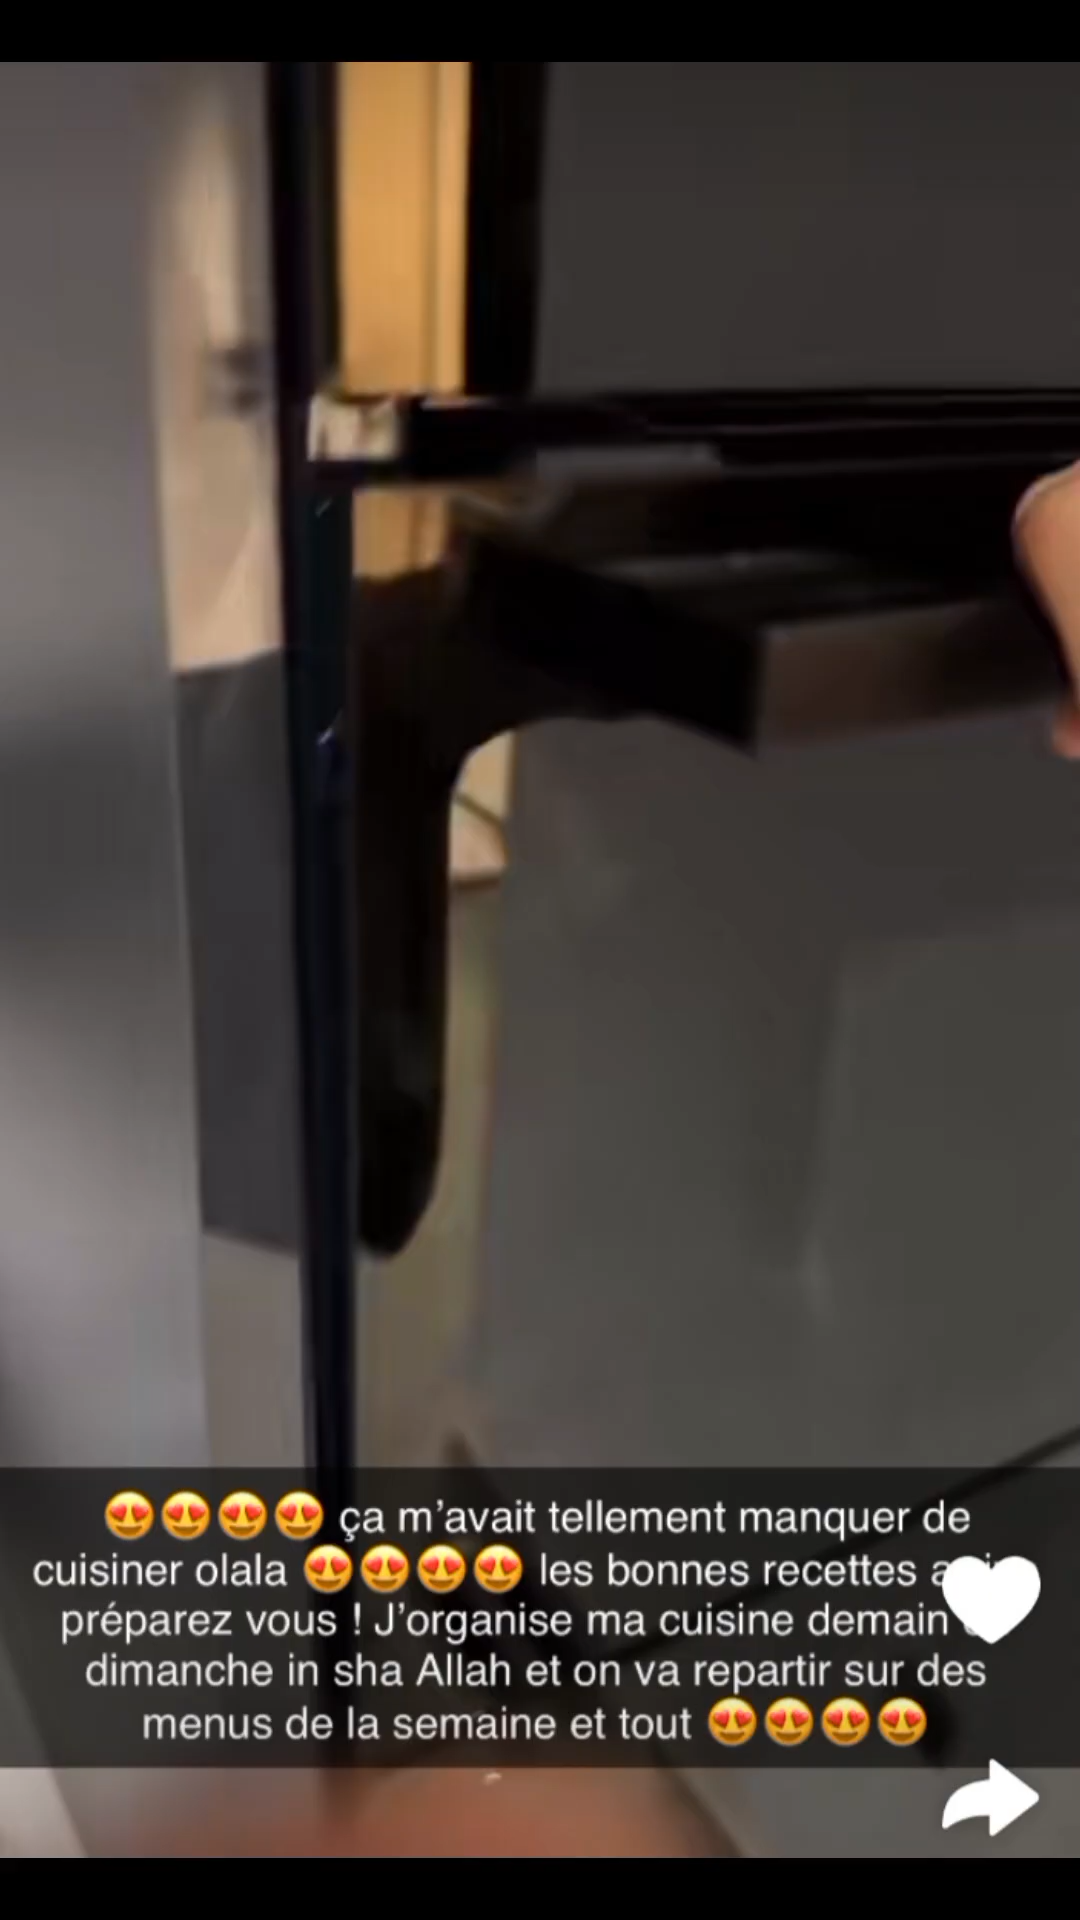 😍😍😍😍 ça m’avait tellement manquer de
cuisiner olala 😍😍😍😍 les bonnes recettes
préparez vous ! J’organise ma cuisine demain
dimanche in sha Allah et on va repartir sur des
menus de la semaine et tout 😍😍😍😍